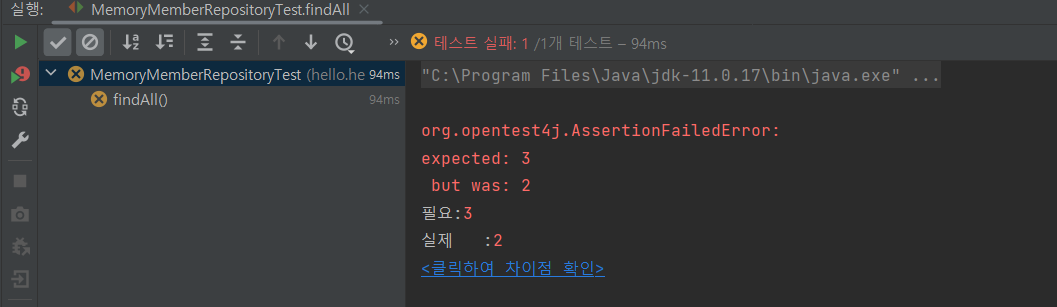 실행: MemoryMemberRepositoryTest.findAll ×
» 테스트 실패: 1 /1개 테스트 – 94ms
MemoryMemberRepositoryTest (hello.he 94ms
findAll() 94ms
"C:\Program Files\Java\jdk-11.0.17\bin\java.exe" ...
org.opentest4j.AssertionFailedError:
expected: 3
but was: 2
필요:3
실제 :2
<클릭하여 차이점 확인>